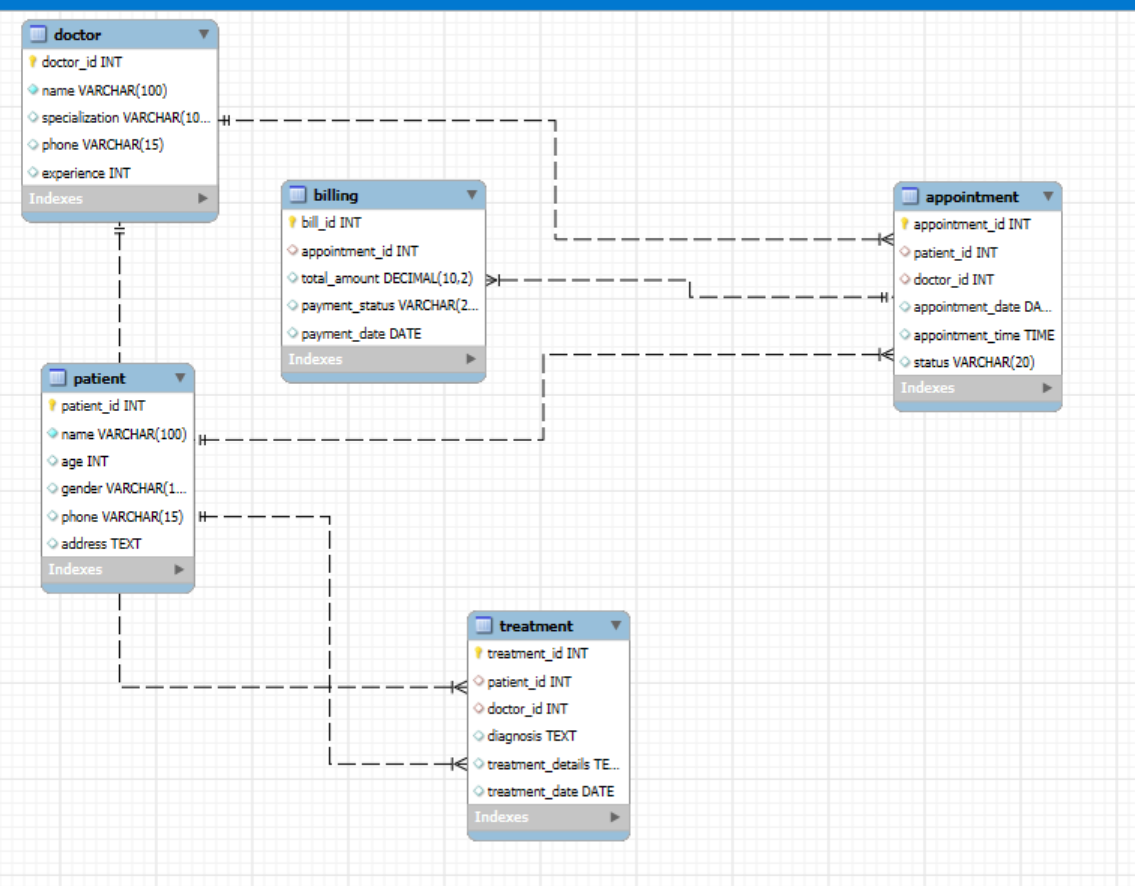 doctor
doctor_id INT
name VARCHAR(100)
specialization VARCHAR(10...
phone VARCHAR(15)
experience INT
Indexes
billing
bill_id INT
appointment_id INT
total_amount DECIMAL(10,2)
payment_status VARCHAR(2...
payment_date DATE
Indexes
appointment
appointment_id INT
patient_id INT
doctor_id INT
appointment_date DA...
appointment_time TIME
status VARCHAR(20)
Indexes
patient
patient_id INT
name VARCHAR(100)
age INT
gender VARCHAR(1...
phone VARCHAR(15)
address TEXT
Indexes
treatment
treatment_id INT
patient_id INT
doctor_id INT
diagnosis TEXT
treatment_details TE...
treatment_date DATE
Indexes